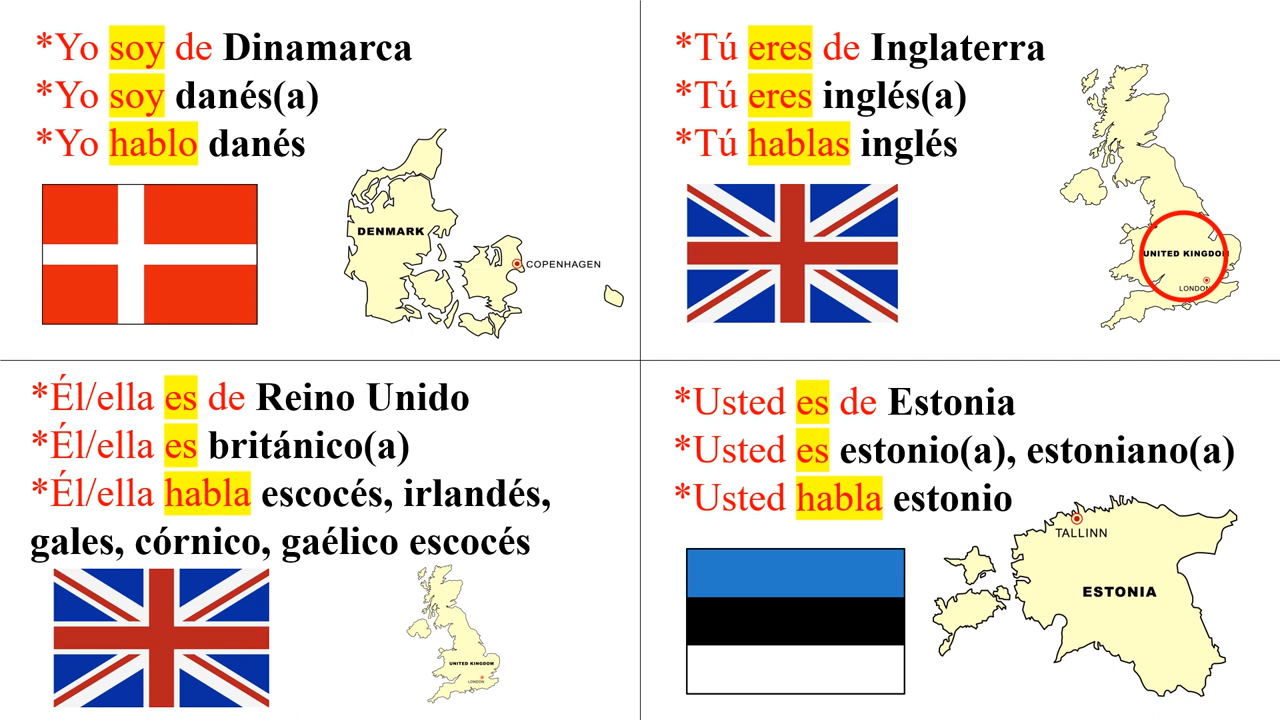 *Yo soy de Dinamarca
*Yo soy danés(a)
*Yo hablo danés
DENMARK
COPENHAGEN
*Tú eres de Inglaterra
*Tú eres inglés(a)
*Tú hablas inglés
UNITED KINGDOM
LONDON
*Él/ella es de Reino Unido
*Él/ella es británico(a)
*Él/ella habla escocés, irlandés,
gales, córnico, gaélico escocés
UNITED KINGDOM
LONDON
*Usted es de Estonia
*Usted es estonio(a), estoniano(a)
*Usted habla estonio
TALLINN
ESTONIA